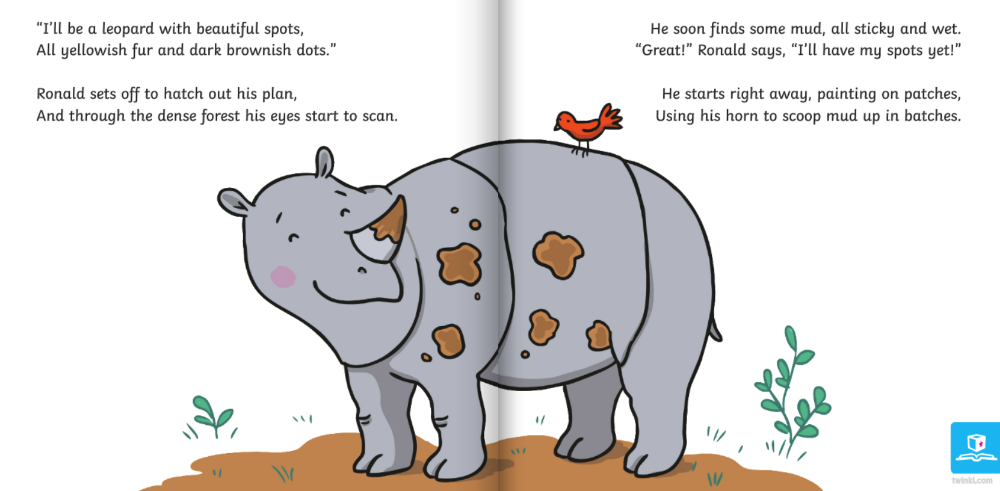 “I’ll be a leopard with beautiful spots,
All yellowish fur and dark brownish dots.”
Ronald sets off to hatch out his plan,
And through the dense forest his eyes start to scan.
He soon finds some mud, all sticky and wet.
“Great!” Ronald says, “I’ll have my spots yet!”
He starts right away, painting on patches,
Using his horn to scoop mud up in batches.
twinkl.com